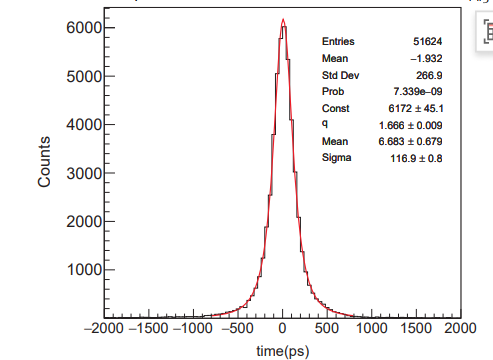 6000
5000
4000
3000
2000
1000
Counts
Entries 51624
Mean −1.932
Std Dev 266.9
Prob 7.339e−09
Const 6172 ± 45.1
q 1.666 ± 0.009
Mean 6.683 ± 0.679
Sigma 116.9 ± 0.8
−2000 −1500 −1000 −500 0 500 1000 1500 2000
time(ps)